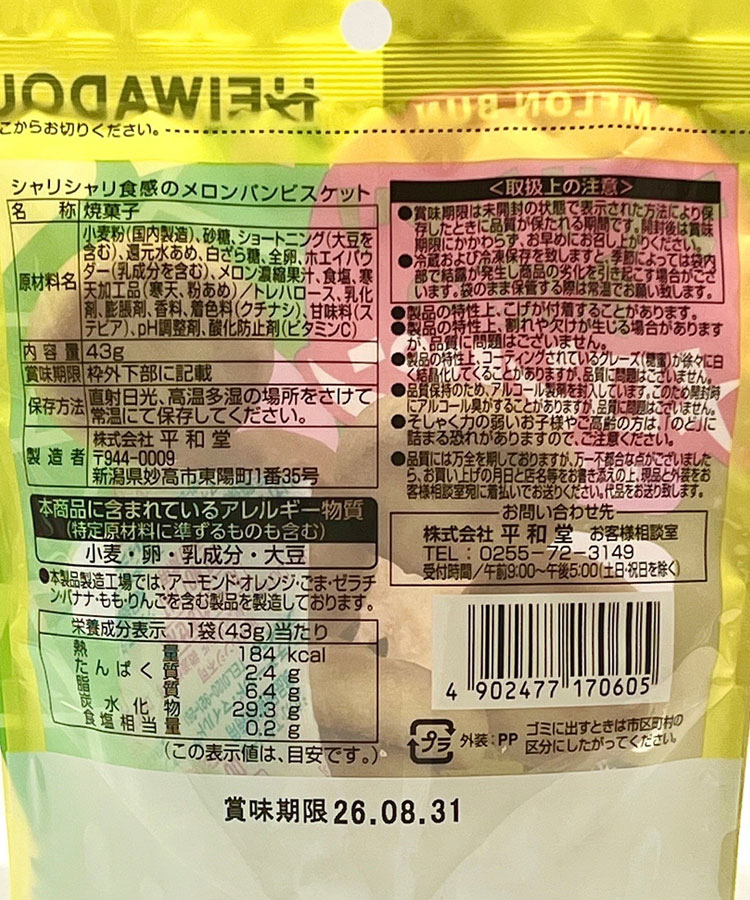 HEIWADOU
MELON BUN
こからお切りください。
シャリシャリ食感のメロンパンビスケット
名 称 焼菓子
原材料名
小麦粉(国内製造)、砂糖、ショートニング(大豆を
含む)、還元水あめ、白ざら糖、全卵、ホエイパウ
ダー(乳成分を含む)、メロン濃縮果汁、食塩、寒
天加工品(寒天、粉あめ)/トレハロース、乳化
剤、膨脹剤、香料、着色料(クチナシ)、甘味料(ス
テビア)、pH調整剤、酸化防止剤(ビタミンC)
内 容 量 43g
賞味期限 枠外下部に記載
保存方法 直射日光、高温多湿の場所をさけて
常温にて保存してください。
製 造 者 株式会社 平和堂
〒944-0009
新潟県妙高市東陽町1番35号
本商品に含まれているアレルギー物質
(特定原材料に準ずるものも含む)
小麦・卵・乳成分・大豆
●本製品製造工場では、アーモンド・オレンジ・ごま・ゼラチ
ン・バナナ・もも・りんごを含む製品を製造しております。
栄養成分表示 1袋(43g)当たり
熱 量 184 kcal
たんぱく質 2.4 g
脂 質 6.4 g
炭水化物 29.3 g
食塩相当量 0.2 g
(この表示値は、目安です。)
<取扱上の注意>
●賞味期限は未開封の状態で表示された方法により保
存したときに品質が保たれる期間です。開封後は賞味
期限にかかわらず、お早めにお召し上がりください。
●冷蔵および冷凍保存を致しますと、季節によっては袋内
部で結露が発生し商品の劣化を引き起こす場合がござ
います。袋のまま保管する際は常温でお願い致します。
●製品の特性上、こげが付着することがあります。
●製品の特性上、割れや欠けが生じる場合があります
が、品質に問題はございません。
●製品の特性上、コーティングされているグレーズ(糖蜜)が徐々に白
く結晶化してくることがありますが、品質に問題はございません。
●品質保持のため、アルコール製剤を封入しています。このため開封時
にアルコール臭がすることがありますが、品質に問題はございません。
●そしゃく力の弱いお子様やご高齢の方は、「のど」に
詰まる恐れがありますので、ご注意ください。
●品質には万全を期しておりますが、万一不都合な点がございました
ら、お買い上げの月日と店名等をお書き添えの上、現品と外装をお
客様相談室宛に着払いでお送りください。代品をお送り致します。
お問い合わせ先
株式会社 平和堂 お客様相談室
TEL:0255-72-3149
受付時間/午前9:00〜午後5:00(土・日・祝日を除く)
4 902477 170605
プラ 外装:PP
ゴミに出すときは市区町村の
区分にしたがってください。
賞味期限 26.08.31